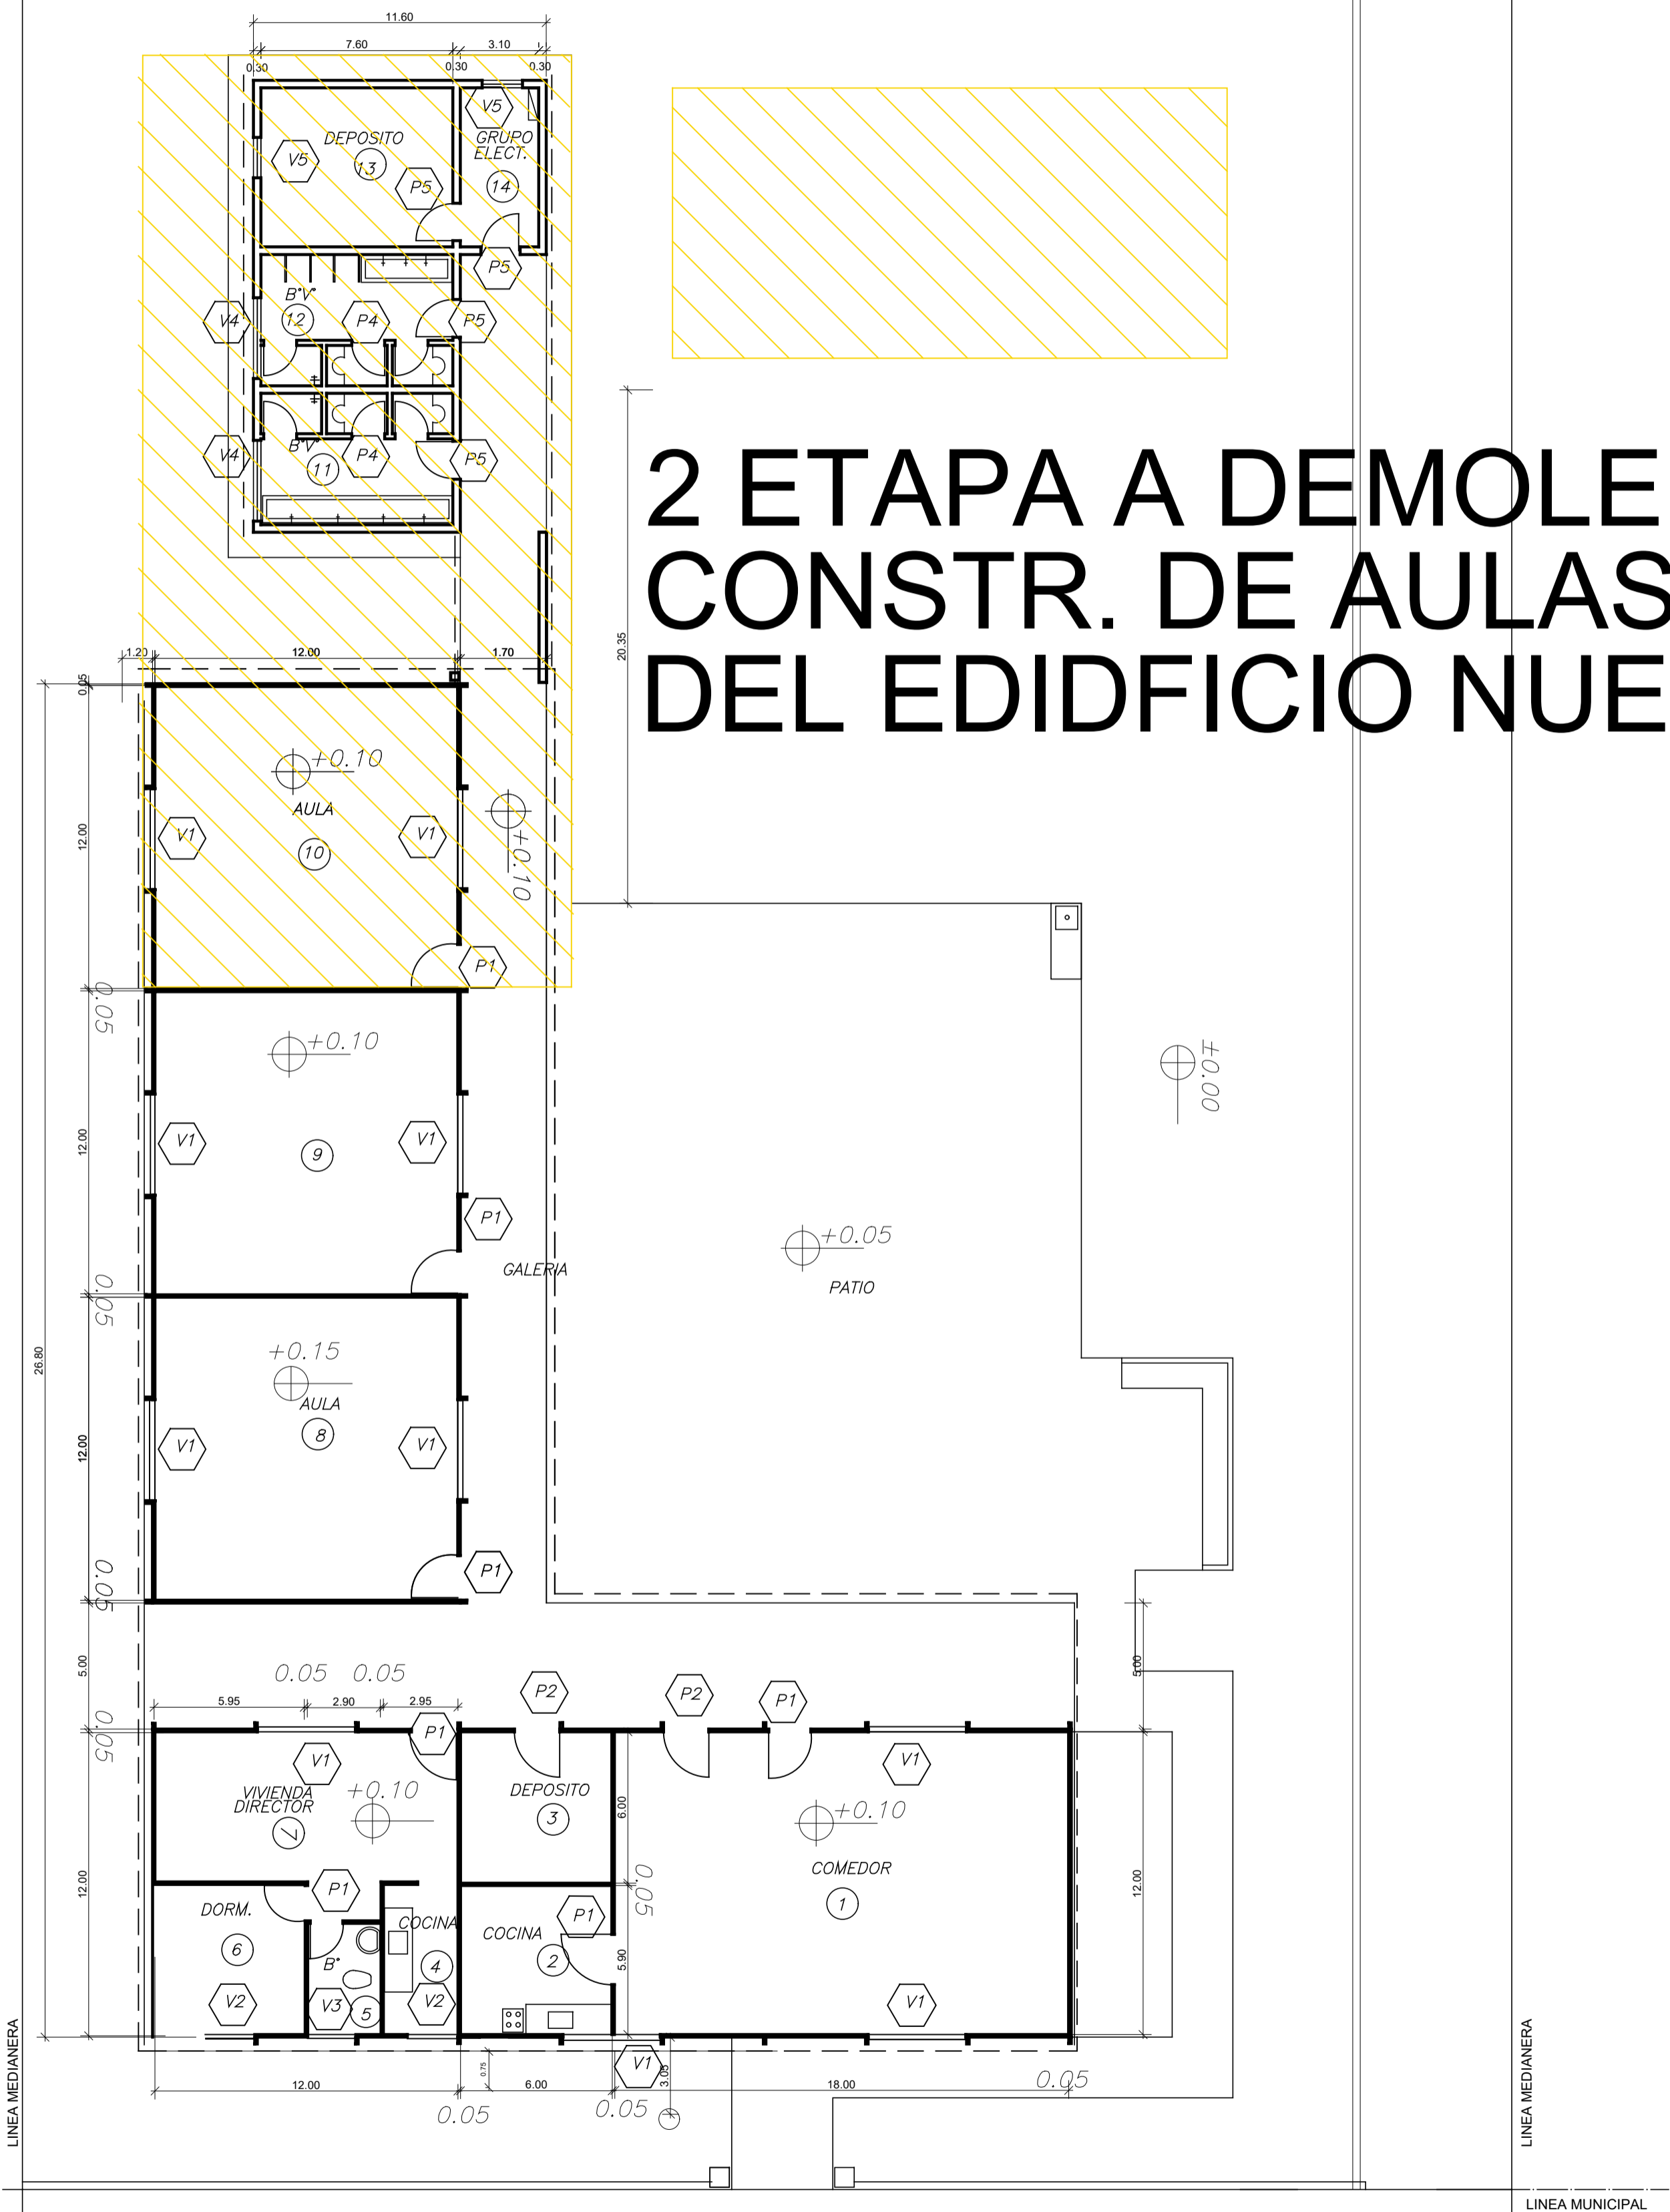 11.60
7.60
3.10
0.30
0.30
0.30
V5
DEPOSITO
GRUPO
ELECT.
V5
13
P5
14
P5
B°V°
V4
12
P4
P5
V4
B°V°
P4
P5
11
2 ETAPA A DEMOLE
CONSTR. DE AULAS
DEL EDIDFICIO NUE
20.35
1.20
12.00
1.70
0.05
+0.10
AULA
V1
V1
10
+0.10
12.00
P1
0.05
+0.10
±0.00
12.00
V1
V1
9
P1
+0.05
GALERIA
PATIO
0.05
26.80
+0.15
AULA
8
12.00
V1
V1
P1
0.05
5.00
5.00
0.05
0.05
5.95
2.90
2.95
P2
P2
P1
P1
0.05
V1
V1
VIVIENDA
DIRECTOR
+0.10
DEPOSITO
6.00
+0.10
7
3
COMEDOR
12.00
P1
0.05
12.00
1
DORM.
COCINA
COCINA
P1
6
B°
4
2
5.90
V2
V3
5
V2
V1
0.75
V1
3.05
12.00
6.00
18.00
0.05
0.05
0.05
LINEA MEDIANERA
LINEA MEDIANERA
LINEA MUNICIPAL